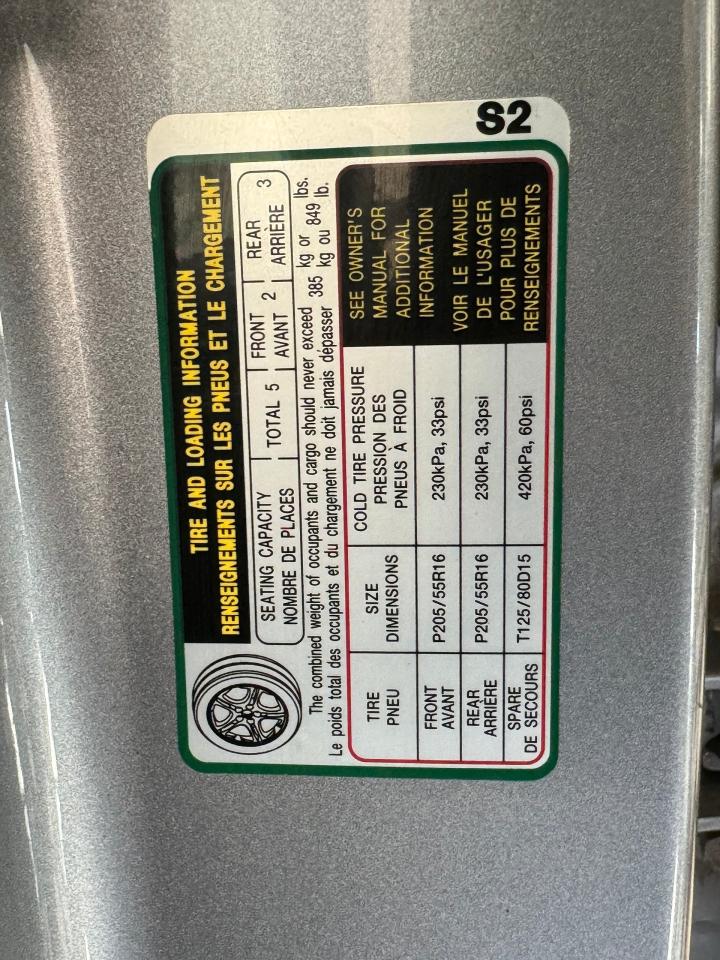 S2
TIRE AND LOADING INFORMATION
RENSEIGNEMENTS SUR LES PNEUS ET LE CHARGEMENT
SEATING CAPACITY
NOMBRE DE PLACES
TOTAL 5
FRONT
AVANT 2
REAR
ARRIÈRE 3
The combined weight of occupants and cargo should never exceed 385 kg or lbs.
Le poids total des occupants et du chargement ne doit jamais dépasser kg ou 849 lb.
TIRE
PNEU
SIZE
DIMENSIONS
COLD TIRE PRESSURE
PRESSION DES
PNEUS À FROID
FRONT
AVANT
P205/55R16
230kPa, 33psi
REAR
ARRIÈRE
P205/55R16
230kPa, 33psi
SPARE
DE SECOURS
T125/80D15
420kPa, 60psi
SEE OWNER'S
MANUAL FOR
ADDITIONAL
INFORMATION
VOIR LE MANUEL
DE L'USAGER
POUR PLUS DE
RENSEIGNEMENTS